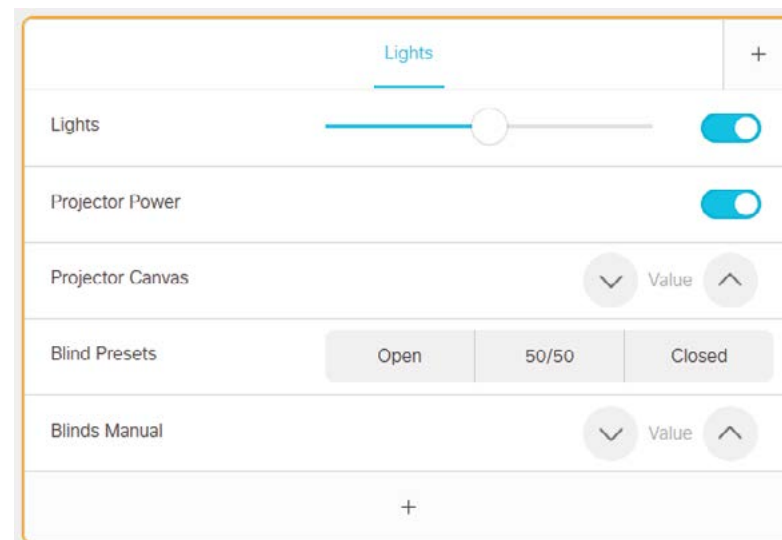 Lights
+
Lights
Projector Power
Projector Canvas Value
Blind Presets Open 50/50 Closed
Blinds Manual Value
+